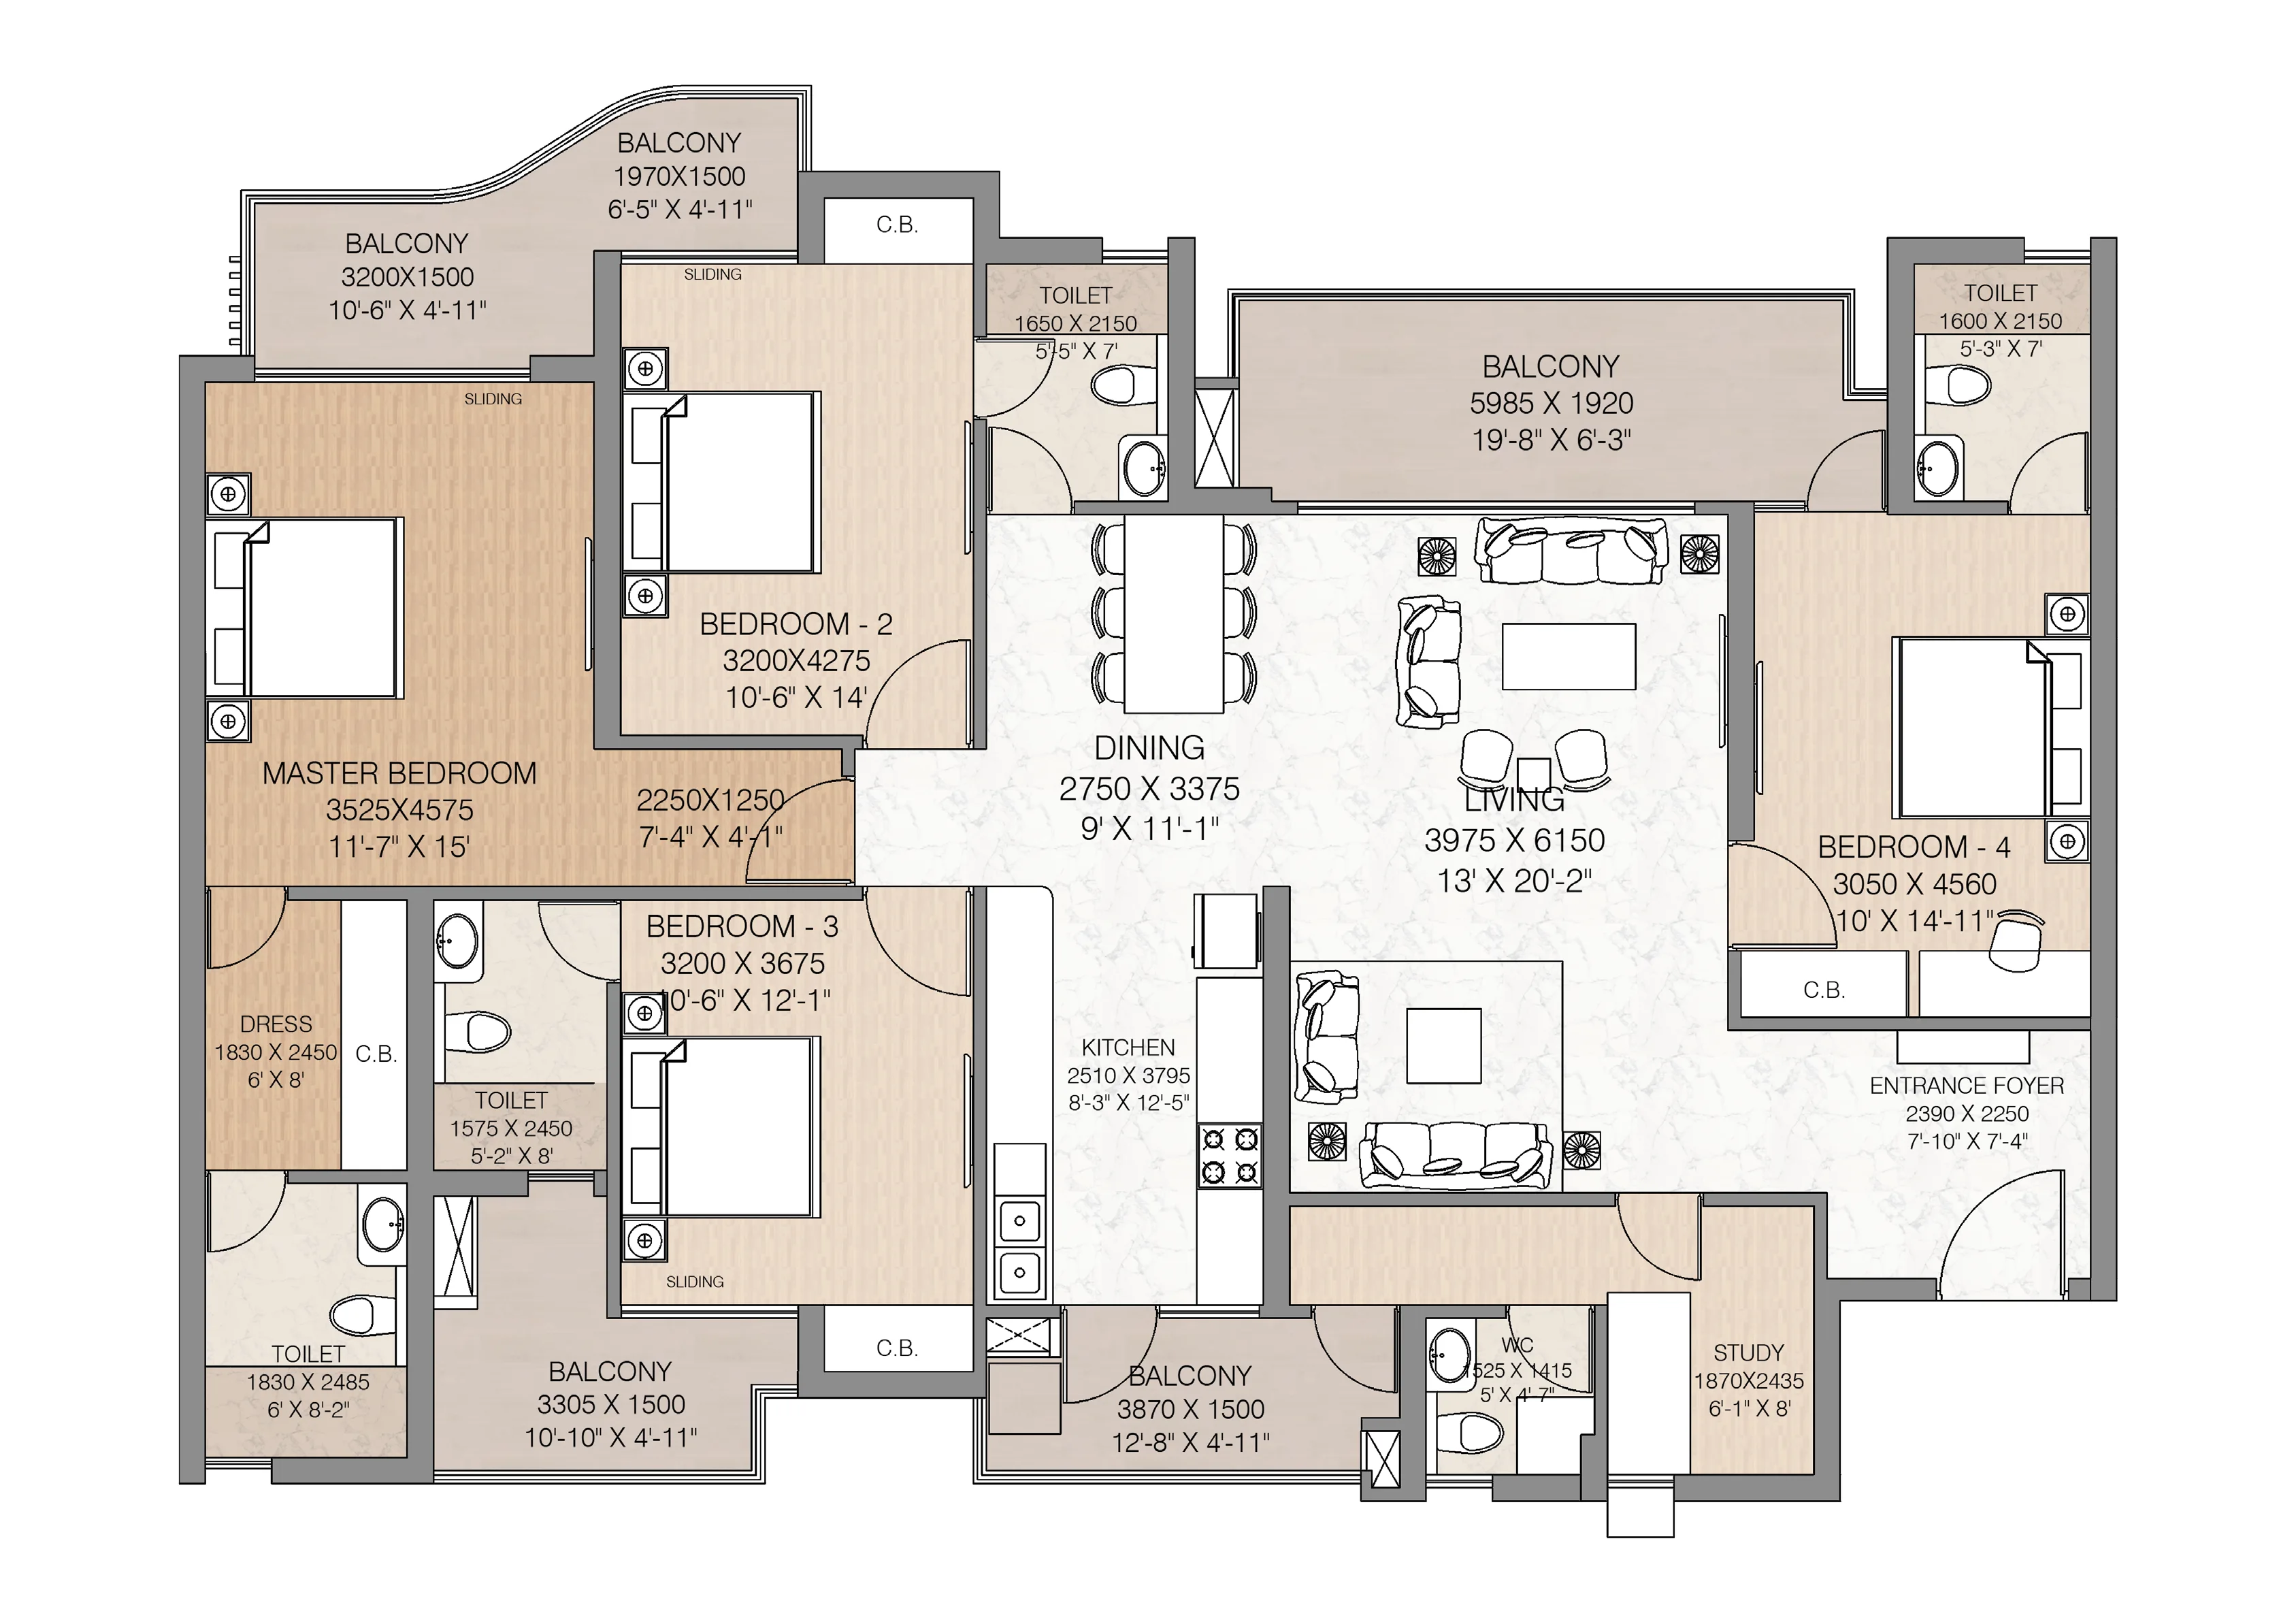 BALCONY
1970X1500
6'-5" X 4'-11"
BALCONY
3200X1500
10'-6" X 4'-11"
C.B.
SLIDING
TOILET
1650 X 2150
5'-5" X 7'
TOILET
1600 X 2150
5'-3" X 7'
BALCONY
5985 X 1920
19'-8" X 6'-3"
SLIDING
BEDROOM - 2
3200X4275
10'-6" X 14'
MASTER BEDROOM
3525X4575
11'-7" X 15'
2250X1250
7'-4" X 4'-1"
DINING
2750 X 3375
9' X 11'-1"
LIVING
3975 X 6150
13' X 20'-2"
BEDROOM - 4
3050 X 4560
10' X 14'-11"
C.B.
BEDROOM - 3
3200 X 3675
10'-6" X 12'-1"
DRESS
1830 X 2450
6' X 8'
C.B.
TOILET
1575 X 2450
5'-2" X 8'
KITCHEN
2510 X 3795
8'-3" X 12'-5"
ENTRANCE FOYER
2390 X 2250
7'-10" X 7'-4"
SLIDING
TOILET
1830 X 2485
6' X 8'-2"
BALCONY
3305 X 1500
10'-10" X 4'-11"
C.B.
BALCONY
3870 X 1500
12'-8" X 4'-11"
WC
1525 X 1415
5' X 4'-7"
STUDY
1870X2435
6'-1" X 8'